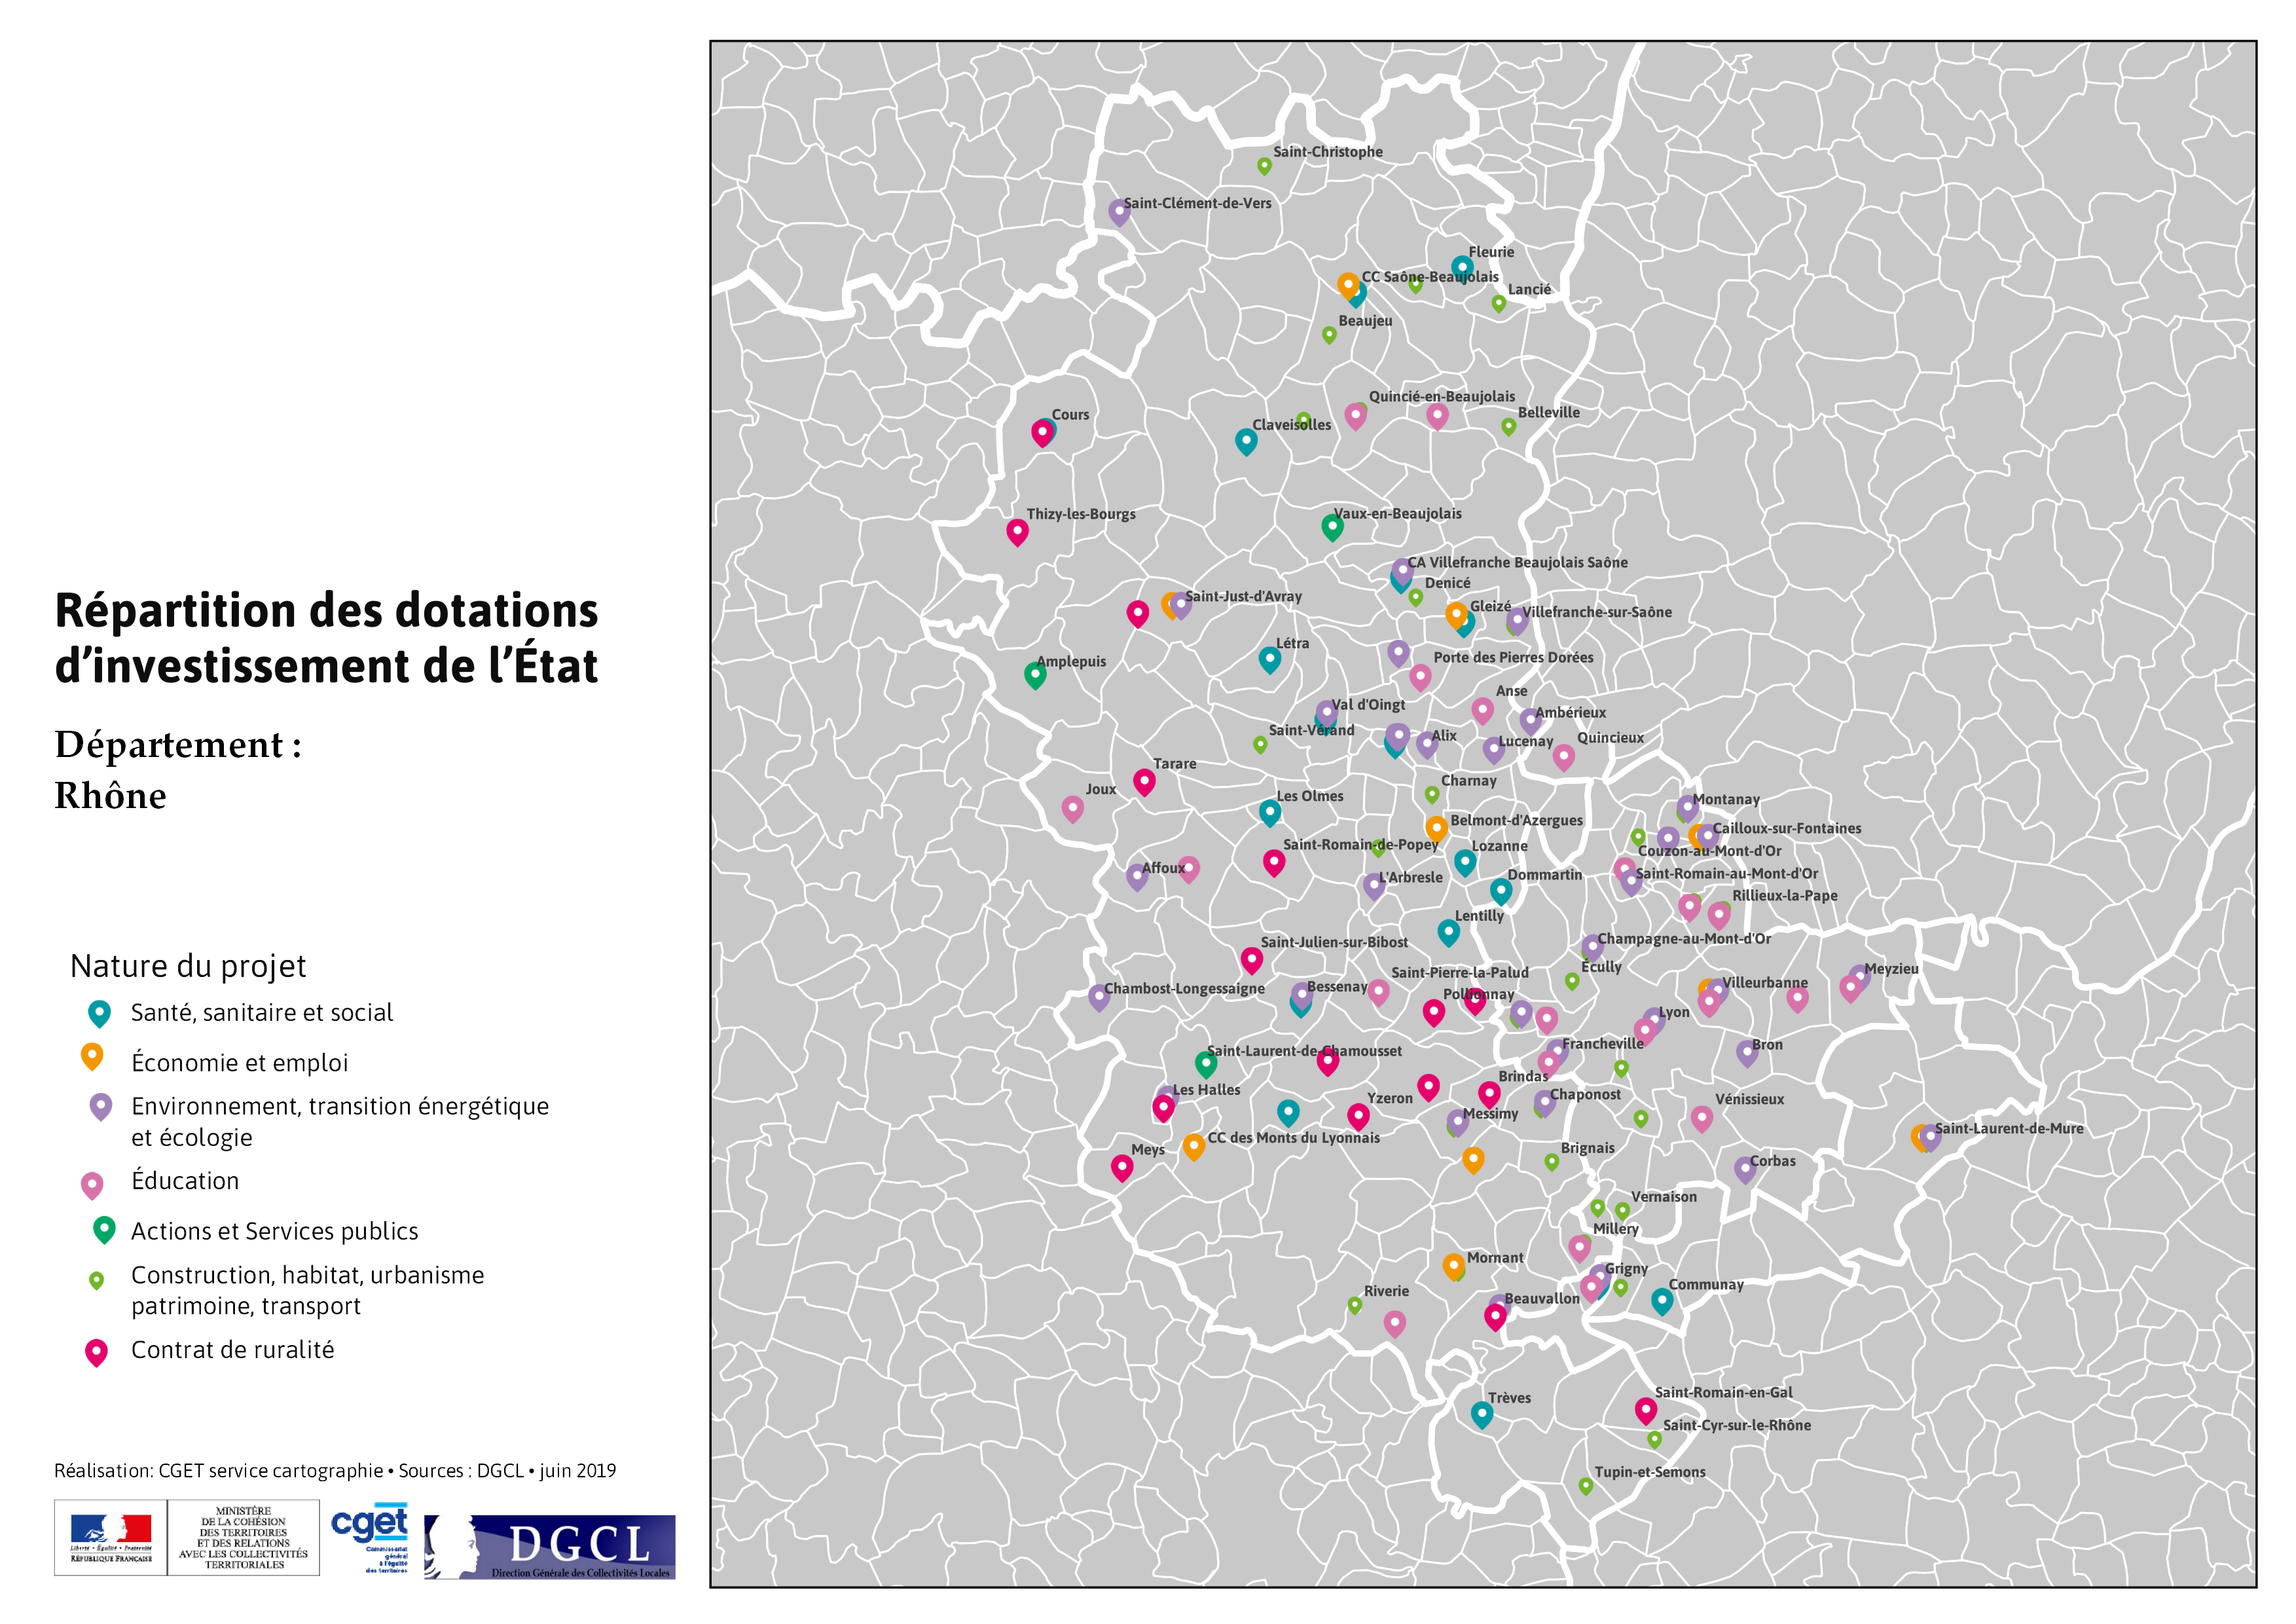 Répartition des dotations
d'investissement de l'État
Département :
Rhône
Nature du projet
Santé, sanitaire et social
Économie et emploi
Environnement, transition énergétique
et écologie
Éducation
Actions et Services publics
Construction, habitat, urbanisme
patrimoine, transport
Contrat de ruralité
Réalisation: CGET service cartographie • Sources : DGCL • juin 2019
Liberté • Égalité • Fraternité
RÉPUBLIQUE FRANÇAISE
MINISTÈRE
DE LA COHÉSION
DES TERRITOIRES
ET DES RELATIONS
AVEC LES COLLECTIVITÉS
TERRITORIALES
cget
Commissariat
général
à l'égalité
des territoires
DGCL
Direction Générale des Collectivités Locales
Saint-Christophe
Saint-Clément-de-Vers
Fleurie
CC Saône-Beaujolais
Lancié
Beaujeu
Quincié-en-Beaujolais
Cours
Belleville
Claveisolles
Thizy-les-Bourgs
Vaux-en-Beaujolais
CA Villefranche Beaujolais Saône
Denicé
Saint-Just-d'Avray
Gleizé
Villefranche-sur-Saône
Létra
Porte des Pierres Dorées
Amplepuis
Anse
Val d'Oingt
Ambérieux
Saint-Vérand
Alix
Lucenay
Quincieux
Tarare
Charnay
Joux
Les Olmes
Montanay
Belmont-d'Azergues
Cailloux-sur-Fontaines
Saint-Romain-de-Popey
Lozanne
Couzon-au-Mont-d'Or
Affoux
L'Arbresle
Dommartin
Saint-Romain-au-Mont-d'Or
Rillieux-la-Pape
Lentilly
Saint-Julien-sur-Bibost
Champagne-au-Mont-d'Or
Écully
Saint-Pierre-la-Palud
Meyzieu
Chambost-Longessaigne
Bessenay
Pollionnay
Villeurbanne
Lyon
Saint-Laurent-de-Chamousset
Francheville
Bron
Brindas
Les Halles
Yzeron
Chaponost
Vénissieux
Messimy
CC des Monts du Lyonnais
Saint-Laurent-de-Mure
Meys
Brignais
Corbas
Vernaison
Millery
Mornant
Grigny
Communay
Riverie
Beauvallon
Trèves
Saint-Romain-en-Gal
Saint-Cyr-sur-le-Rhône
Tupin-et-Semons